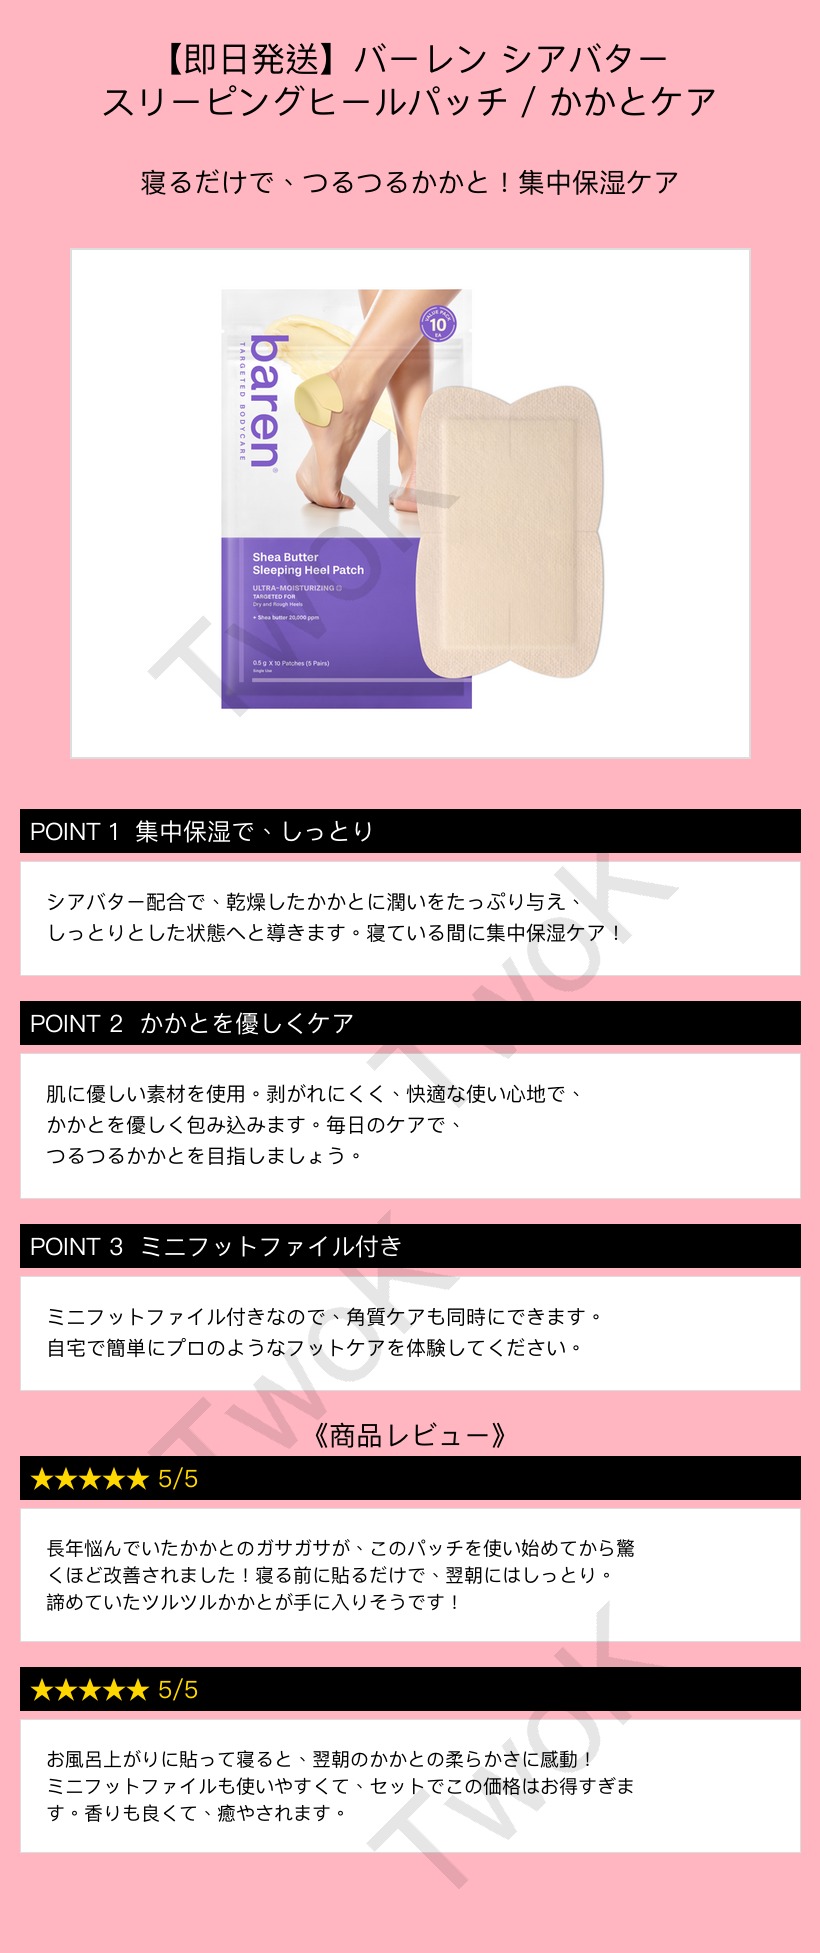 【即日発送】バーレン シアバター
スリーピングヒールパッチ / かかとケア
寝るだけで、つるつるかかと！集中保湿ケア
VALUE PACK
10
EA
baren
TARGETED BODYCARE
Shea Butter
Sleeping Heel Patch
ULTRA-MOISTURIZING
TARGETED FOR
Dry and Rough Heels
+ Shea butter 20,000 ppm
0.5 g X 10 Patches (5 Pairs)
Single Use
TwoK
POINT 1 集中保湿で、しっとり
シアバター配合で、乾燥したかかとに潤いをたっぷり与え、
しっとりとした状態へと導きます。寝ている間に集中保湿ケア！
TwoK
POINT 2 かかとを優しくケア
肌に優しい素材を使用。剥がれにくく、快適な使い心地で、
かかとを優しく包み込みます。毎日のケアで、
つるつるかかとを目指しましょう。
POINT 3 ミニフットファイル付き
ミニフットファイル付きなので、角質ケアも同時にできます。
自宅で簡単にプロのようなフットケアを体験してください。
TwoK
《商品レビュー》
★★★★★ 5/5
長年悩んでいたかかとのガサガサが、このパッチを使い始めてから驚
くほど改善されました！寝る前に貼るだけで、翌朝にはしっとり。
諦めていたツルツルかかとが手に入りそうです！
★★★★★ 5/5
お風呂上がりに貼って寝ると、翌朝のかかとの柔らかさに感動！
ミニフットファイルも使いやすくて、セットでこの価格はお得すぎま
す。香りも良くて、癒やされます。
TwoK